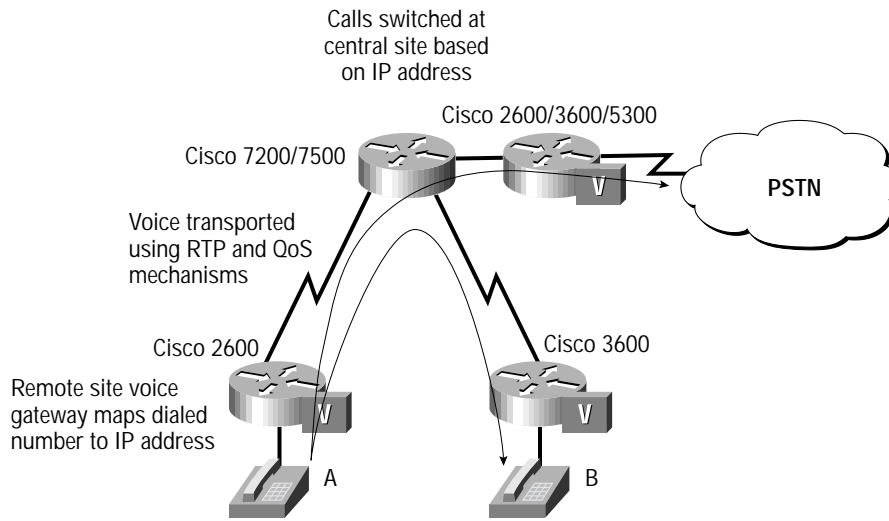 Calls switched at
central site based
on IP address
Cisco 2600/3600/5300
Cisco 7200/7500
V
PSTN
Voice transported
using RTP and QoS
mechanisms
Cisco 2600
Cisco 3600
Remote site voice
gateway maps dialed
number to IP address
V
V
A
B